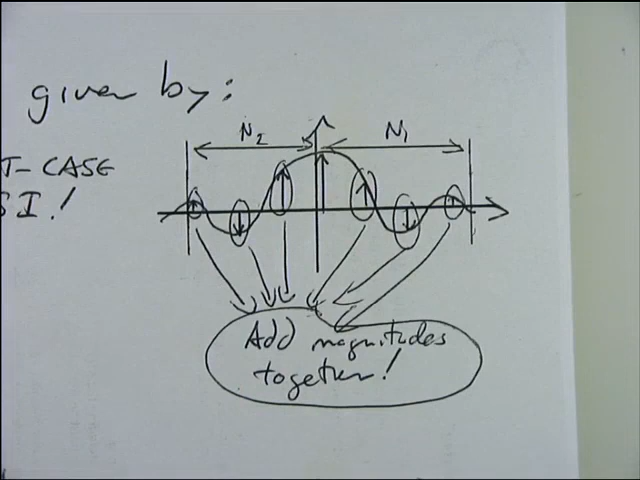 given by:
N2 N1
T-CASE
SI!
Add magnitudes
together!